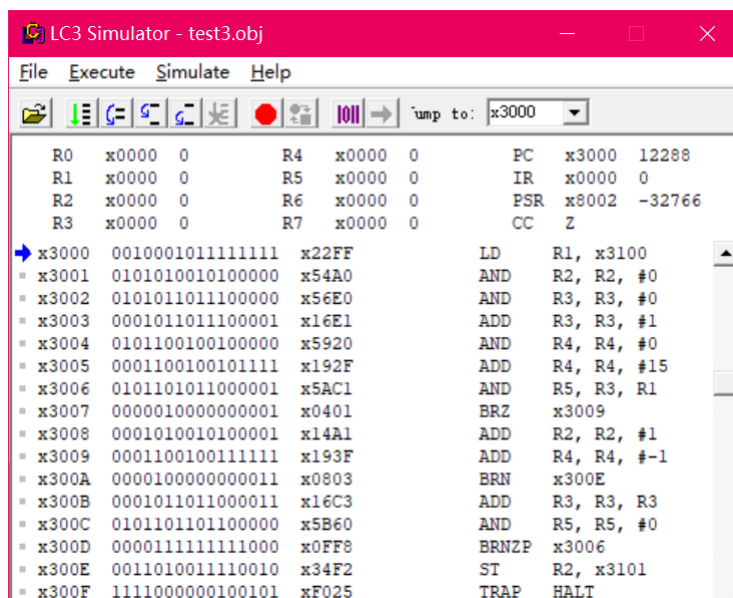 LC3 Simulator - test3.obj
File Execute Simulate Help
Jump to: x3000
R0 x0000 0 R4 x0000 0 PC x3000 12288
R1 x0000 0 R5 x0000 0 IR x0000 0
R2 x0000 0 R6 x0000 0 PSR x8002 -32766
R3 x0000 0 R7 x0000 0 CC Z
x3000 0010001011111111 x22FF LD R1, x3100
x3001 0101010010100000 x54A0 AND R2, R2, #0
x3002 0101011011100000 x56E0 AND R3, R3, #0
x3003 0001011011100001 x16E1 ADD R3, R3, #1
x3004 0101100100100000 x5920 AND R4, R4, #0
x3005 0001100100101111 x192F ADD R4, R4, #15
x3006 0101101011000001 x5AC1 AND R5, R3, R1
x3007 0000010000000001 x0401 BRZ x3009
x3008 0001010010100001 x14A1 ADD R2, R2, #1
x3009 0001100100111111 x193F ADD R4, R4, #-1
x300A 0000100000000011 x0803 BRN x300E
x300B 0001011011000011 x16C3 ADD R3, R3, R3
x300C 0101101101100000 x5B60 AND R5, R5, #0
x300D 0000111111111000 x0FF8 BRNZP x3006
x300E 0011010011110010 x34F2 ST R2, x3101
x300F 1111000000100101 xF025 TRAP HALT